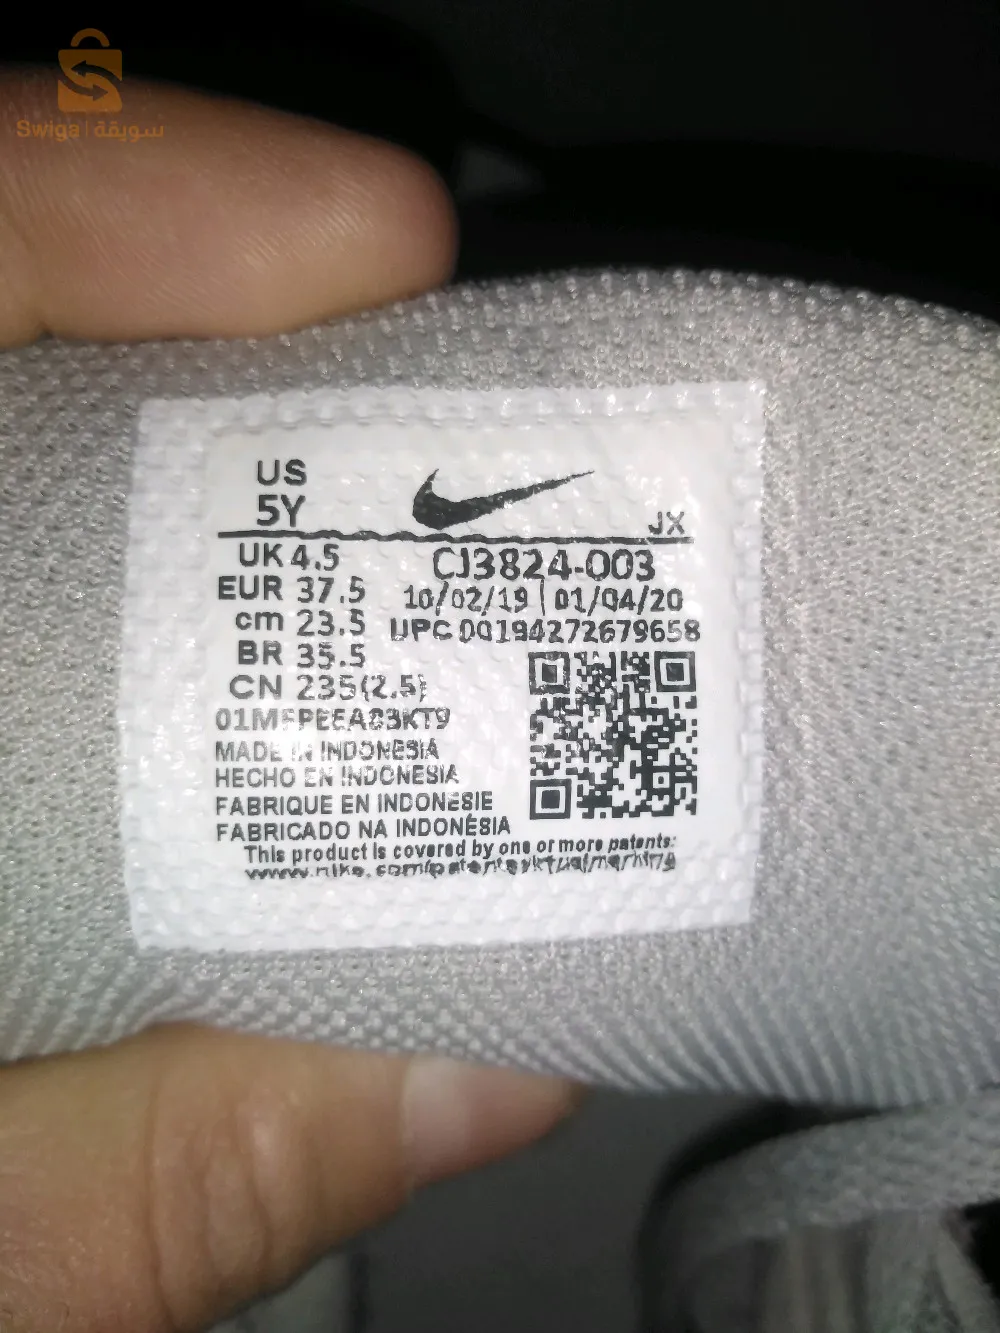 Swiga | سويقة
US
5Y
JX
UK 4.5
EUR 37.5
cm 23.5
BR 35.5
CN 235(2.5)
CJ3824-003
10/02/19 | 01/04/20
UPC 00194272679658
MADE IN INDONESIA
HECHO EN INDONESIA
FABRIQUE EN INDONESIE
FABRICADO NA INDONÉSIA
This product is covered by one or more patents: